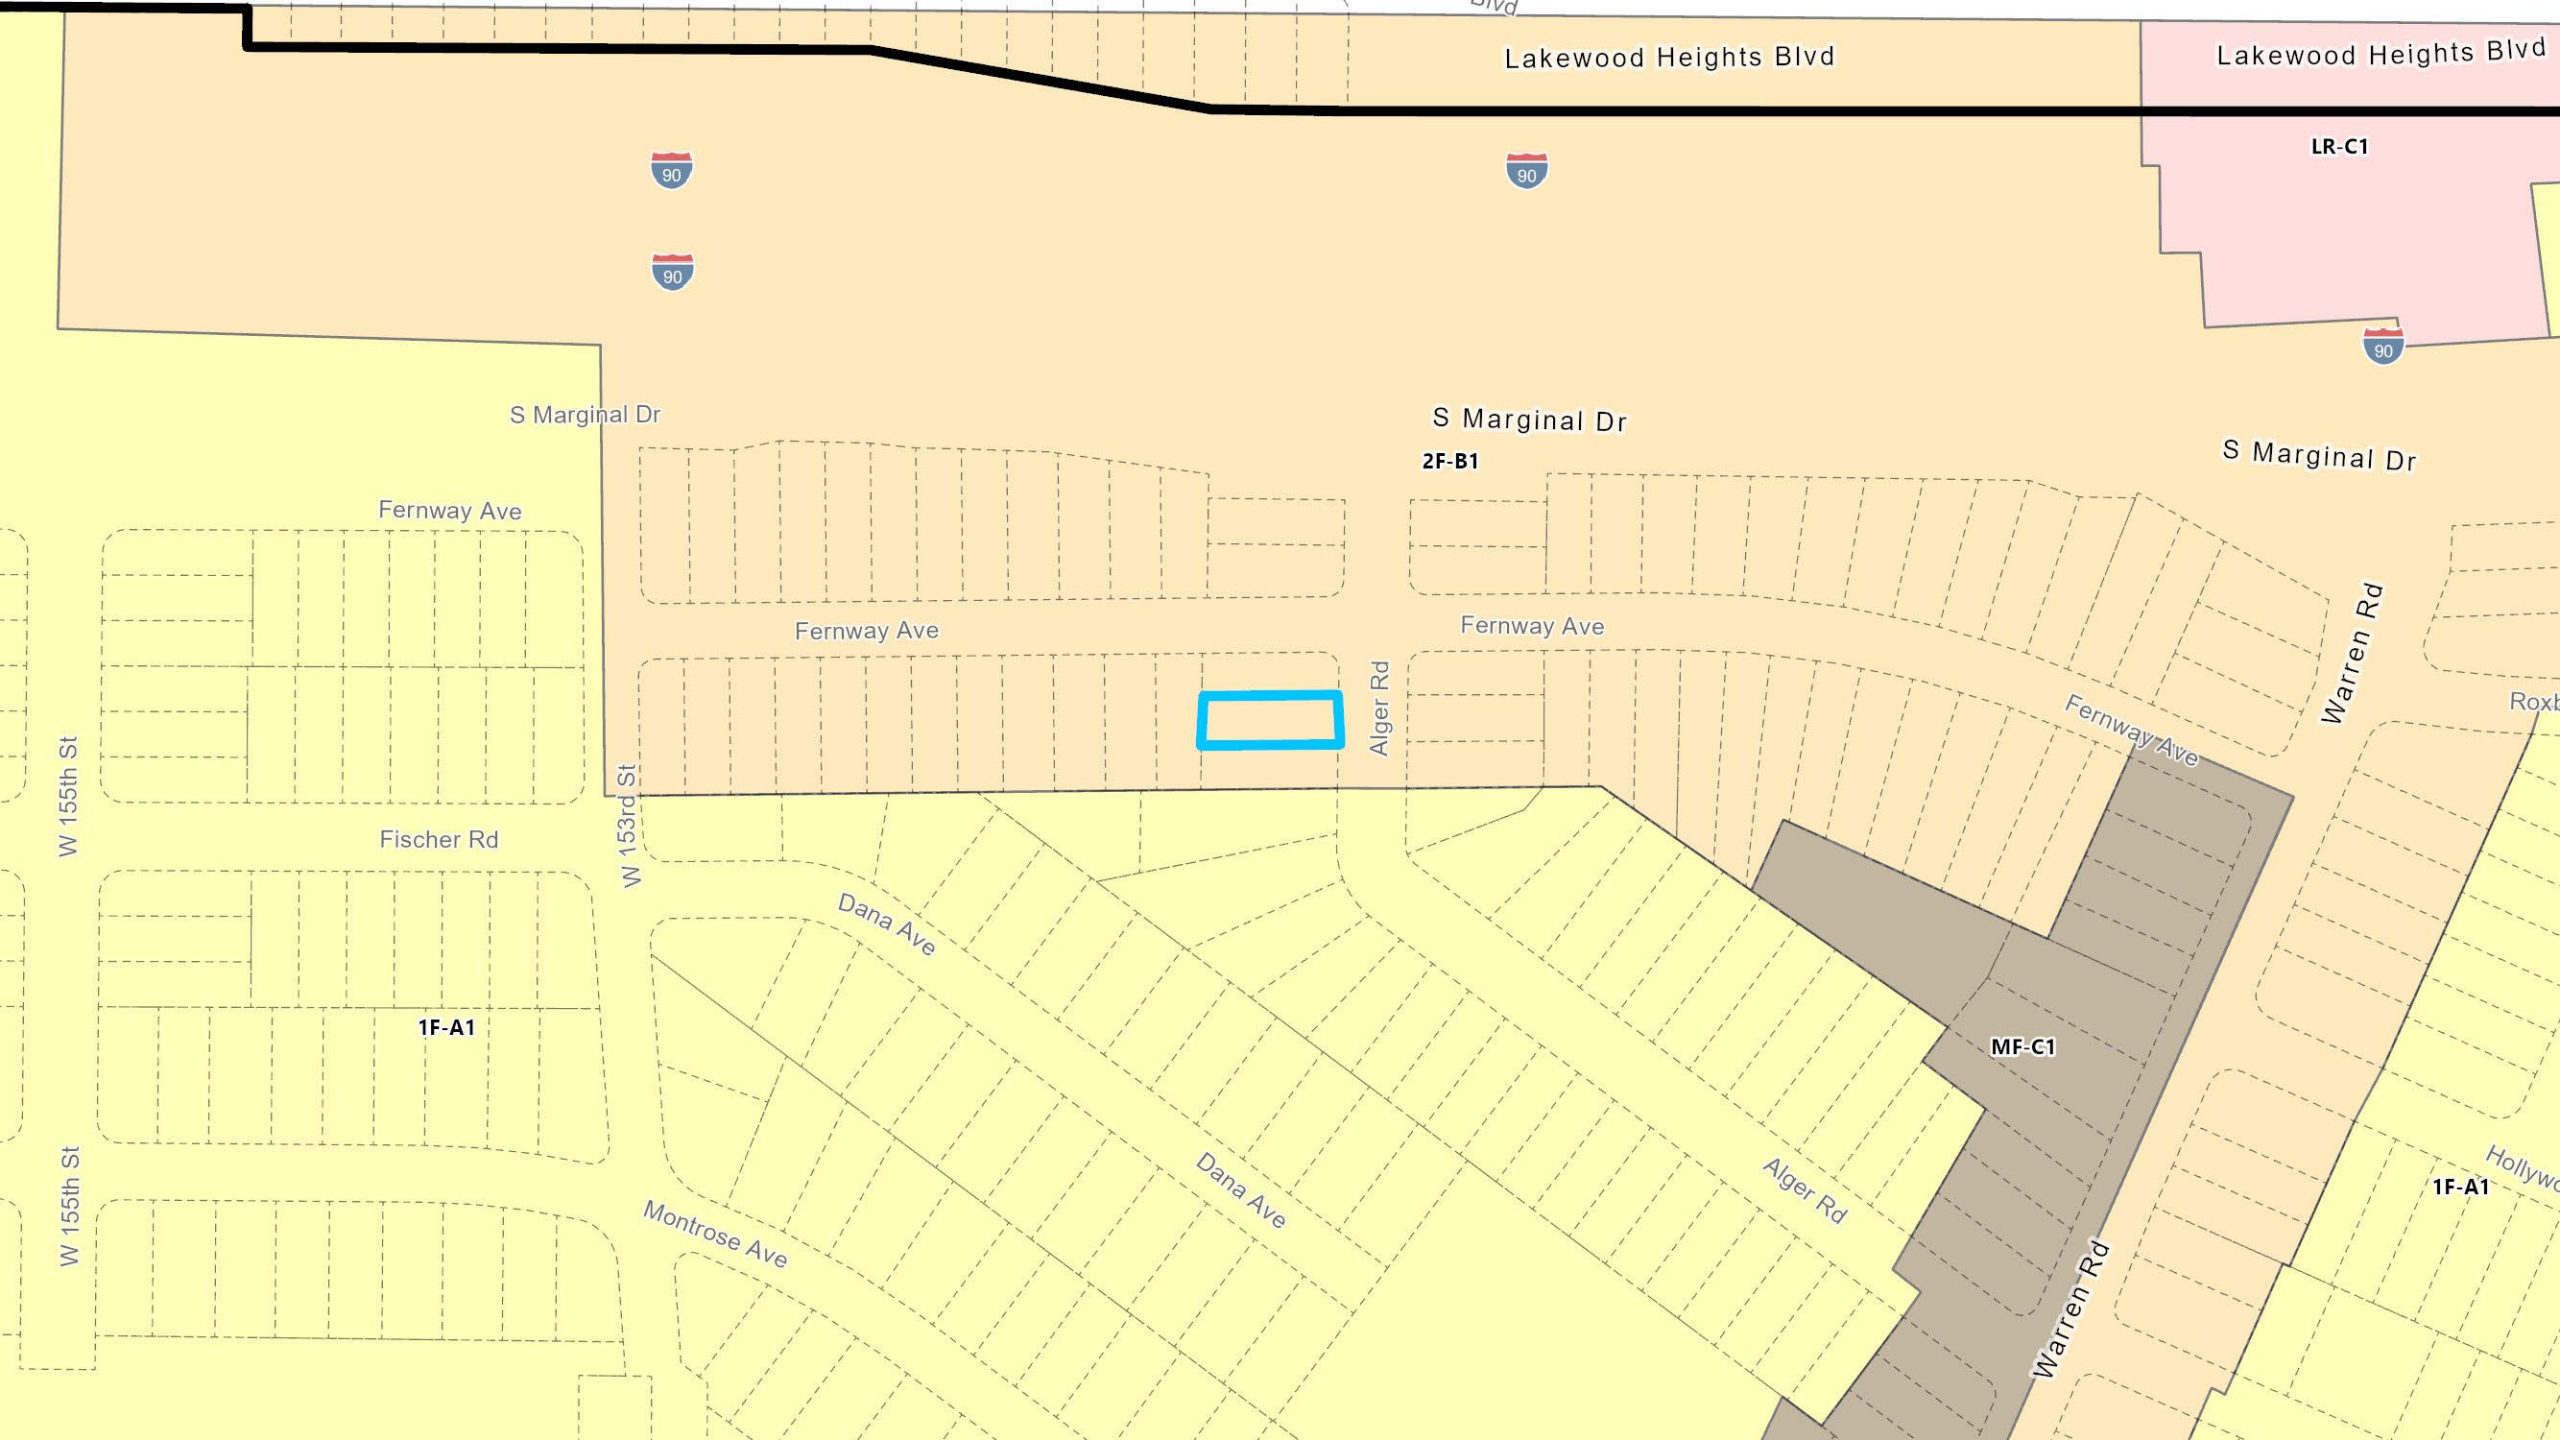 Blvd
Lakewood Heights Blvd
Lakewood Heights Blvd
LR-C1
90
90
90
90
S Marginal Dr
S Marginal Dr
S Marginal Dr
2F-B1
Fernway Ave
Fernway Ave
Fernway Ave
Warren Rd
Alger Rd
Fernway Ave
W 155th St
W 153rd St
Fischer Rd
Dana Ave
1F-A1
MF-C1
W 155th St
Montrose Ave
Dana Ave
Alger Rd
1F-A1
Warren Rd